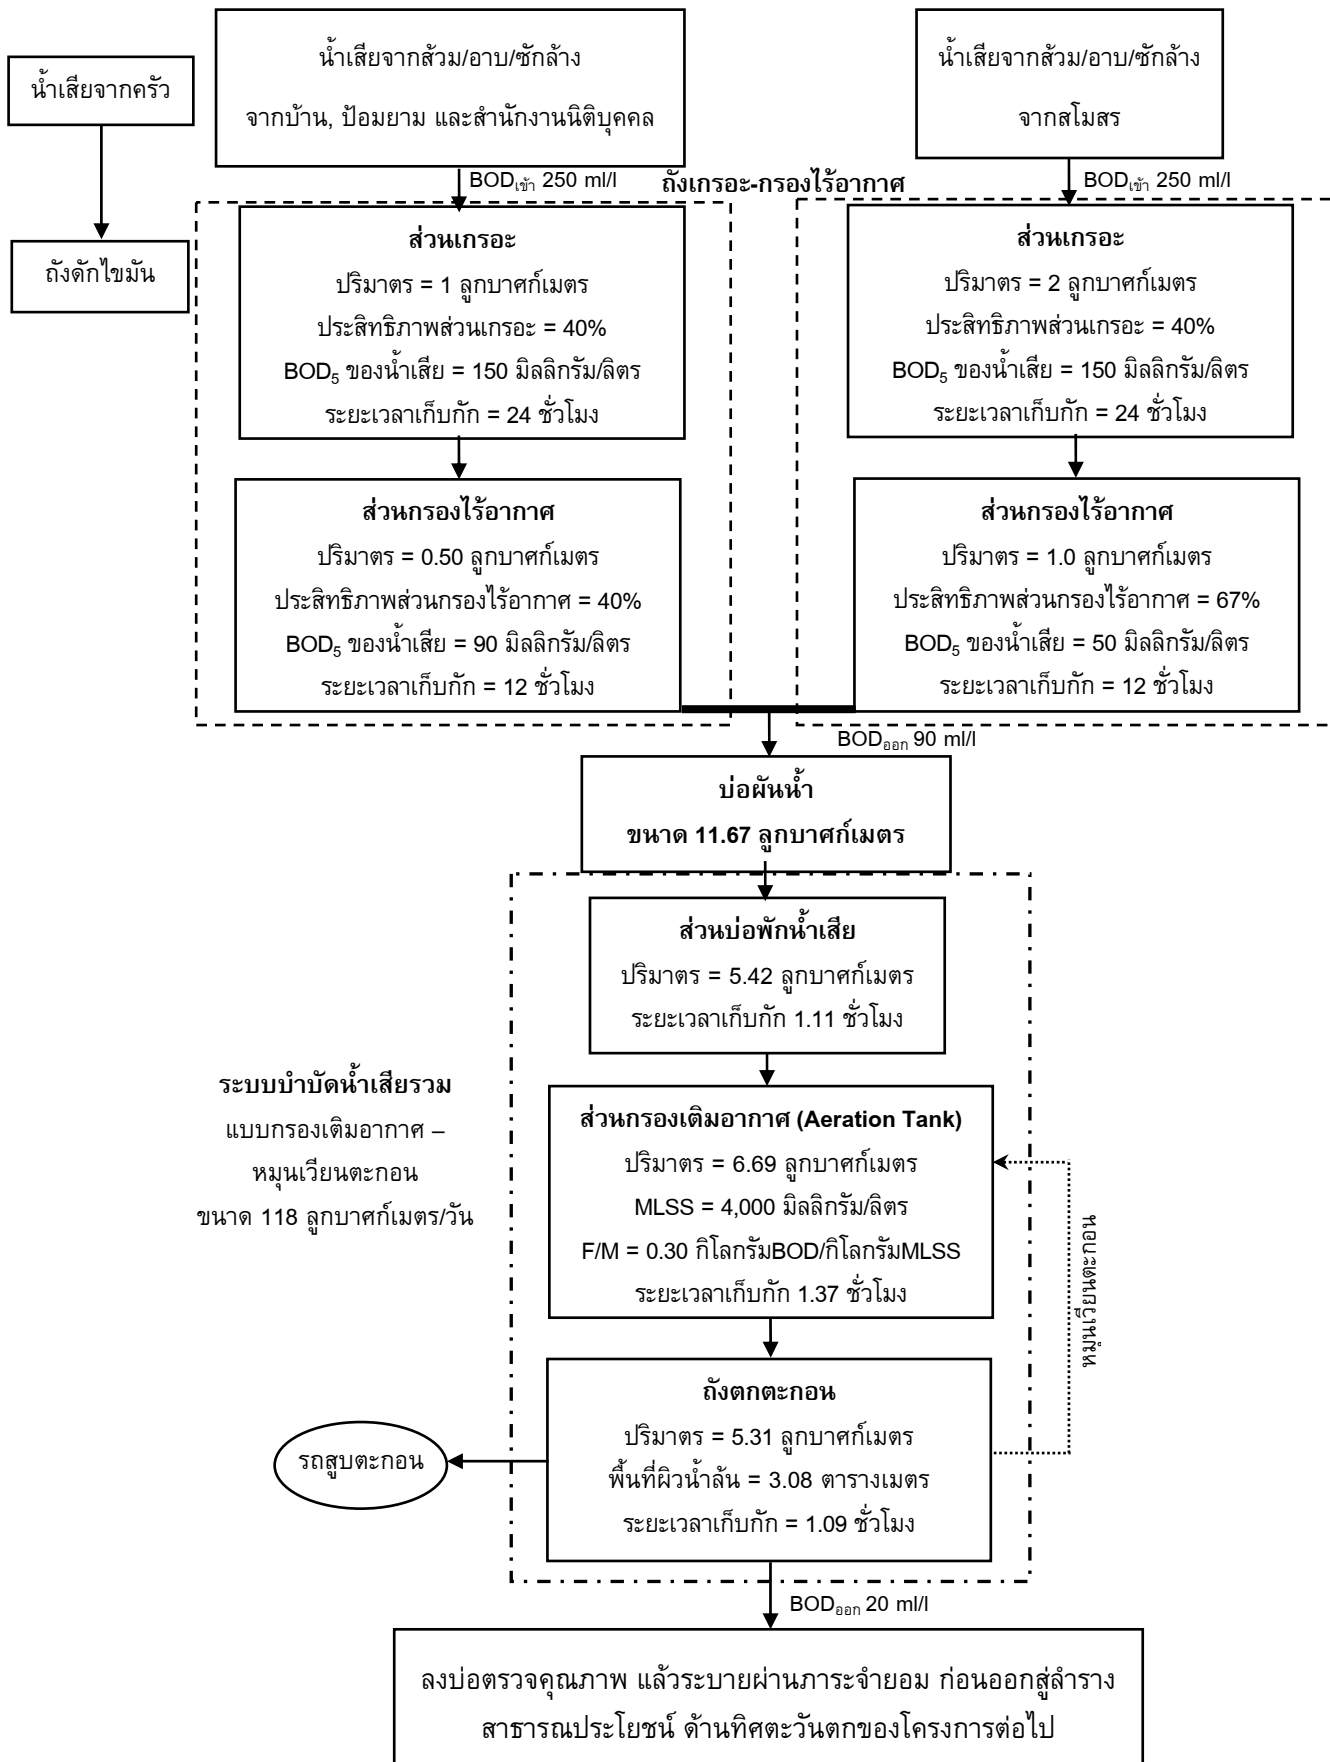 น้ำเสียจากครัว
ถังดักไขมัน
น้ำเสียจากส้วม/อาบ/ซักล้าง
จากบ้าน, ป้อมยาม และสำนักงานนิติบุคคล
น้ำเสียจากส้วม/อาบ/ซักล้าง
จากสโมสร
BODเข้า 250 ml/l
ถังเกรอะ-กรองไร้อากาศ
BODเข้า 250 ml/l
ส่วนเกรอะ
ปริมาตร = 1 ลูกบาศก์เมตร
ประสิทธิภาพส่วนเกรอะ = 40%
BOD₅ ของน้ำเสีย = 150 มิลลิกรัม/ลิตร
ระยะเวลาเก็บกัก = 24 ชั่วโมง
ส่วนเกรอะ
ปริมาตร = 2 ลูกบาศก์เมตร
ประสิทธิภาพส่วนเกรอะ = 40%
BOD₅ ของน้ำเสีย = 150 มิลลิกรัม/ลิตร
ระยะเวลาเก็บกัก = 24 ชั่วโมง
ส่วนกรองไร้อากาศ
ปริมาตร = 0.50 ลูกบาศก์เมตร
ประสิทธิภาพส่วนกรองไร้อากาศ = 40%
BOD₅ ของน้ำเสีย = 90 มิลลิกรัม/ลิตร
ระยะเวลาเก็บกัก = 12 ชั่วโมง
ส่วนกรองไร้อากาศ
ปริมาตร = 1.0 ลูกบาศก์เมตร
ประสิทธิภาพส่วนกรองไร้อากาศ = 67%
BOD₅ ของน้ำเสีย = 50 มิลลิกรัม/ลิตร
ระยะเวลาเก็บกัก = 12 ชั่วโมง
BODออก 90 ml/l
บ่อผันน้ำ
ขนาด 11.67 ลูกบาศก์เมตร
ส่วนบ่อพักน้ำเสีย
ปริมาตร = 5.42 ลูกบาศก์เมตร
ระยะเวลาเก็บกัก 1.11 ชั่วโมง
ระบบบำบัดน้ำเสียรวม
แบบกรองเติมอากาศ –
หมุนเวียนตะกอน
ขนาด 118 ลูกบาศก์เมตร/วัน
ส่วนกรองเติมอากาศ (Aeration Tank)
ปริมาตร = 6.69 ลูกบาศก์เมตร
MLSS = 4,000 มิลลิกรัม/ลิตร
F/M = 0.30 กิโลกรัมBOD/กิโลกรัมMLSS
ระยะเวลาเก็บกัก 1.37 ชั่วโมง
หมุนเวียนตะกอน
ถังตกตะกอน
ปริมาตร = 5.31 ลูกบาศก์เมตร
พื้นที่ผิวน้ำล้น = 3.08 ตารางเมตร
ระยะเวลาเก็บกัก = 1.09 ชั่วโมง
รถสูบตะกอน
BODออก 20 ml/l
ลงบ่อตรวจคุณภาพ แล้วระบายผ่านภาระจำยอม ก่อนออกสู่ลำราง
สาธารณประโยชน์ ด้านทิศตะวันตกของโครงการต่อไป